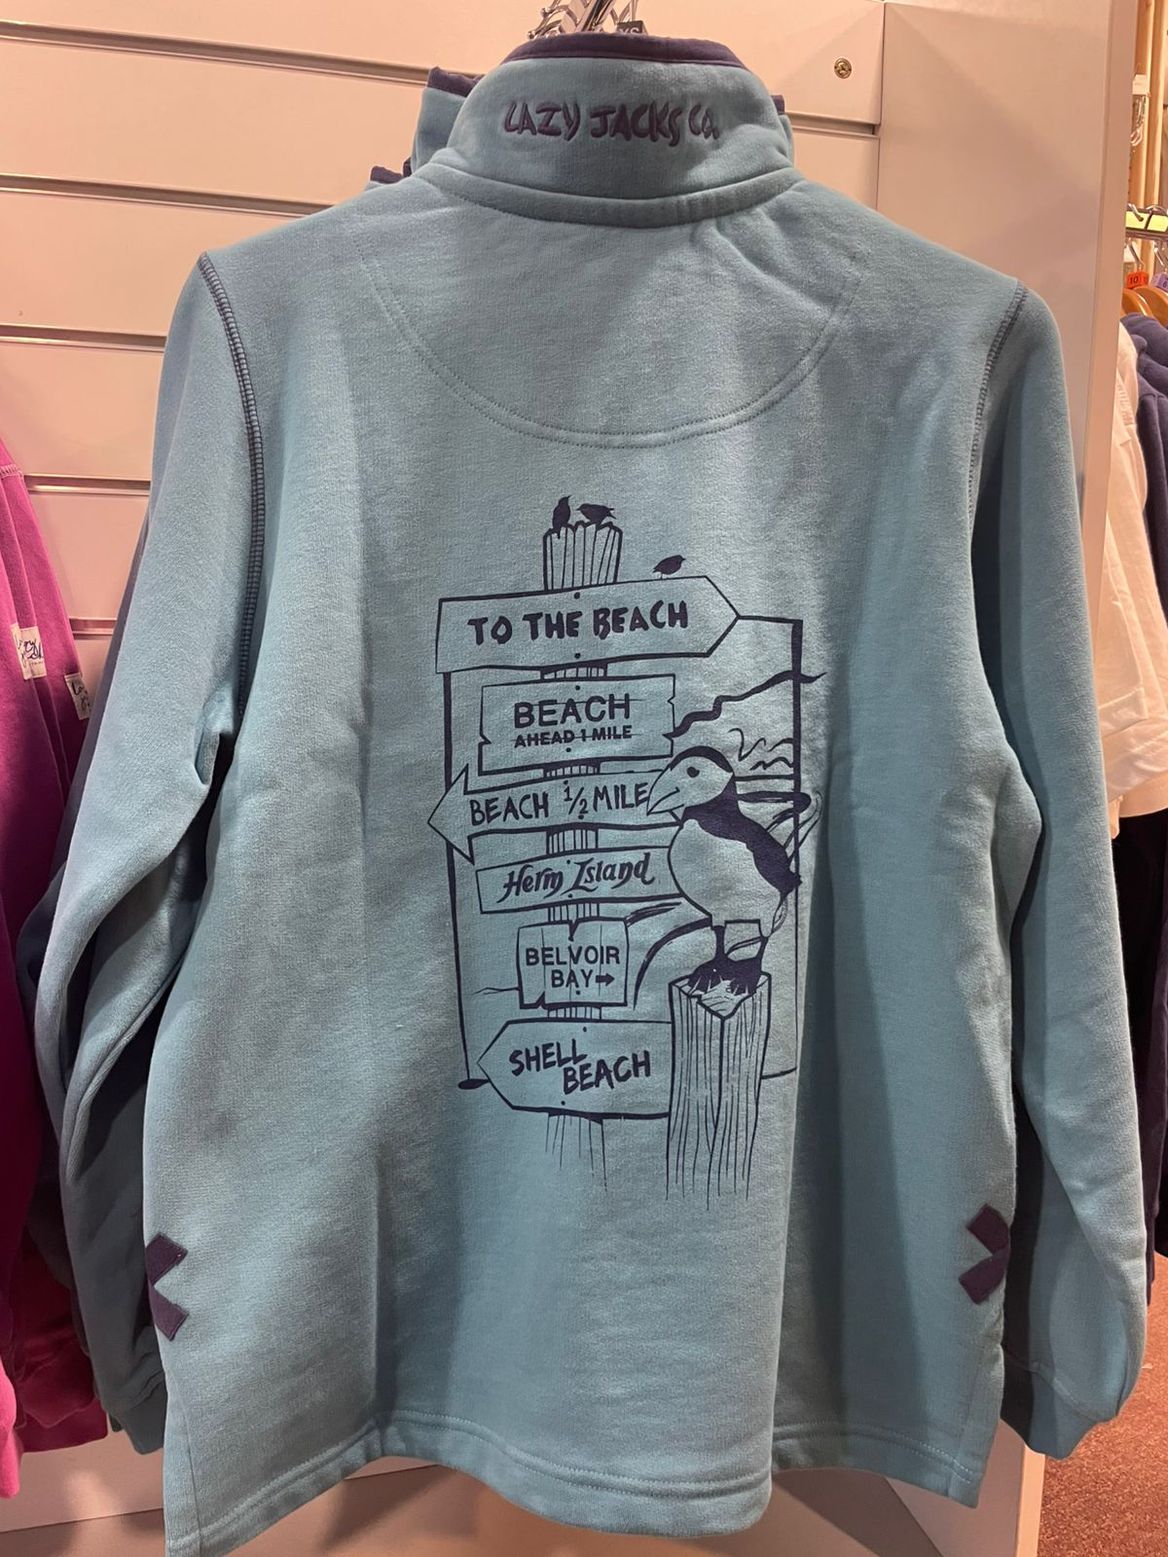 LAZY JACKS CO.
TO THE BEACH
BEACH
AHEAD 1 MILE
BEACH 1/2 MILE
Herm Island
BELVOIR
BAY→
SHELL
BEACH
10